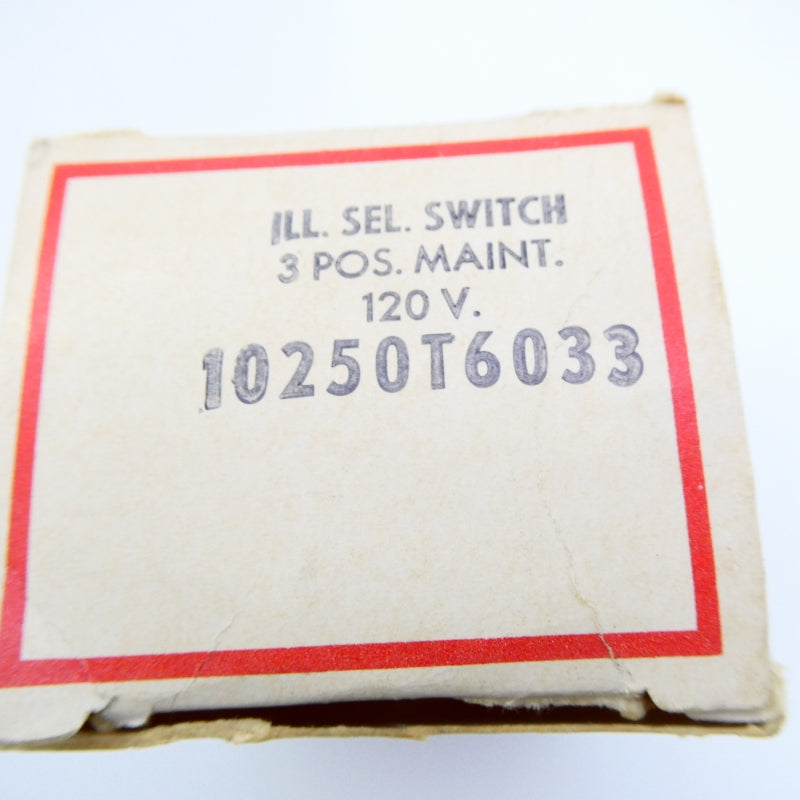 ILL. SEL. SWITCH
3 POS. MAINT.
120 V.
10250T6033